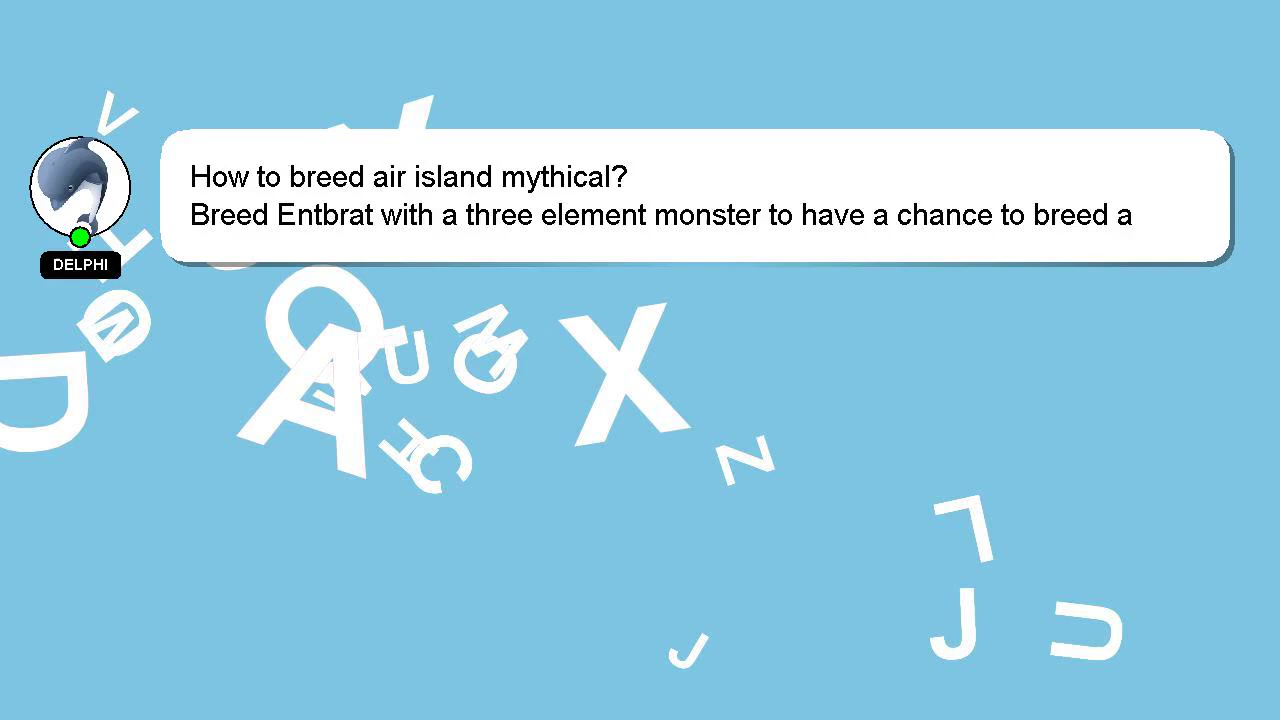 How to breed air island mythical?
Breed Entbrat with a three element monster to have a chance to breed a
DELPHI
V
D
W
O
A
U
M
O
X
H
C
Z
L
J
J
U